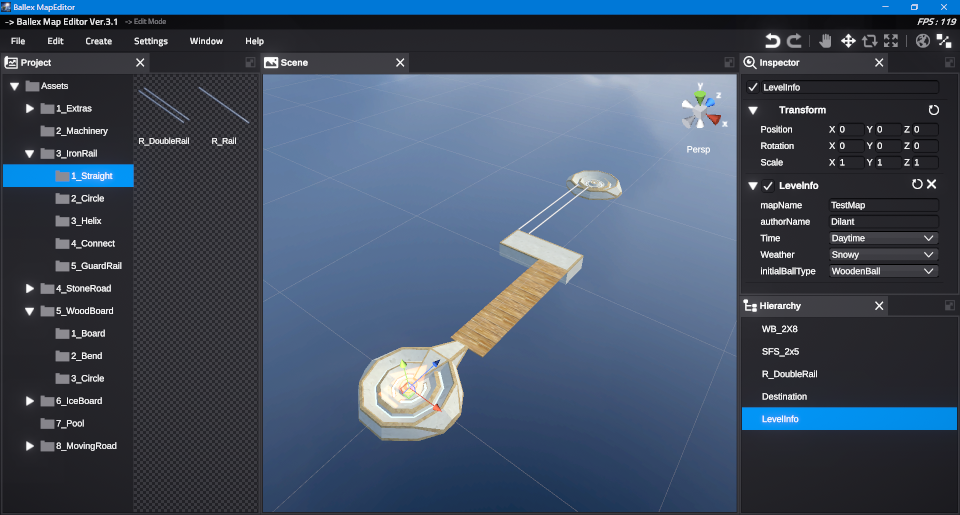 Ballex MapEditor
-> Ballex Map Editor Ver.3.1 -> Edit Mode
FPS : 119
File Edit Create Settings Window Help
Project
Assets
1_Extras
2_Machinery
3_IronRail
1_Straight
2_Circle
3_Helix
4_Connect
5_GuardRail
4_StoneRoad
5_WoodBoard
1_Board
2_Bend
3_Circle
6_IceBoard
7_Pool
8_MovingRoad
R_DoubleRail R_Rail
Scene
y
z
x
Persp
Inspector
LevelInfo
Transform
Position X 0 Y 0 Z 0
Rotation X 0 Y 0 Z 0
Scale X 1 Y 1 Z 1
LevelInfo
mapName TestMap
authorName Dilant
Time Daytime
Weather Snowy
initialBallType WoodenBall
Hierarchy
WB_2X8
SFS_2x5
R_DoubleRail
Destination
LevelInfo